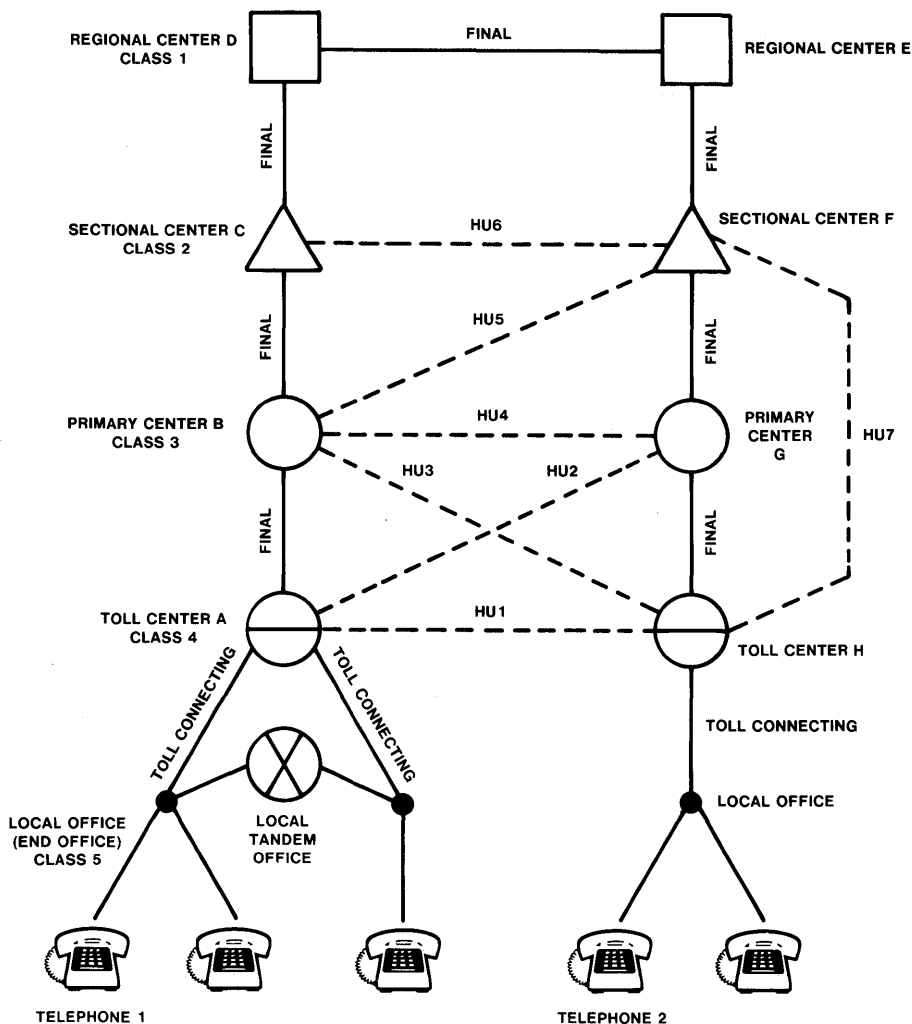 REGIONAL CENTER D
CLASS 1
FINAL
REGIONAL CENTER E
FINAL
FINAL
SECTIONAL CENTER C
CLASS 2
HU6
SECTIONAL CENTER F
HU5
FINAL
FINAL
PRIMARY CENTER B
CLASS 3
HU4
PRIMARY
CENTER
G
HU7
HU3
HU2
FINAL
FINAL
TOLL CENTER A
CLASS 4
HU1
TOLL CENTER H
TOLL CONNECTING
TOLL CONNECTING
TOLL CONNECTING
LOCAL OFFICE
(END OFFICE)
CLASS 5
LOCAL
TANDEM
OFFICE
LOCAL OFFICE
TELEPHONE 1
TELEPHONE 2